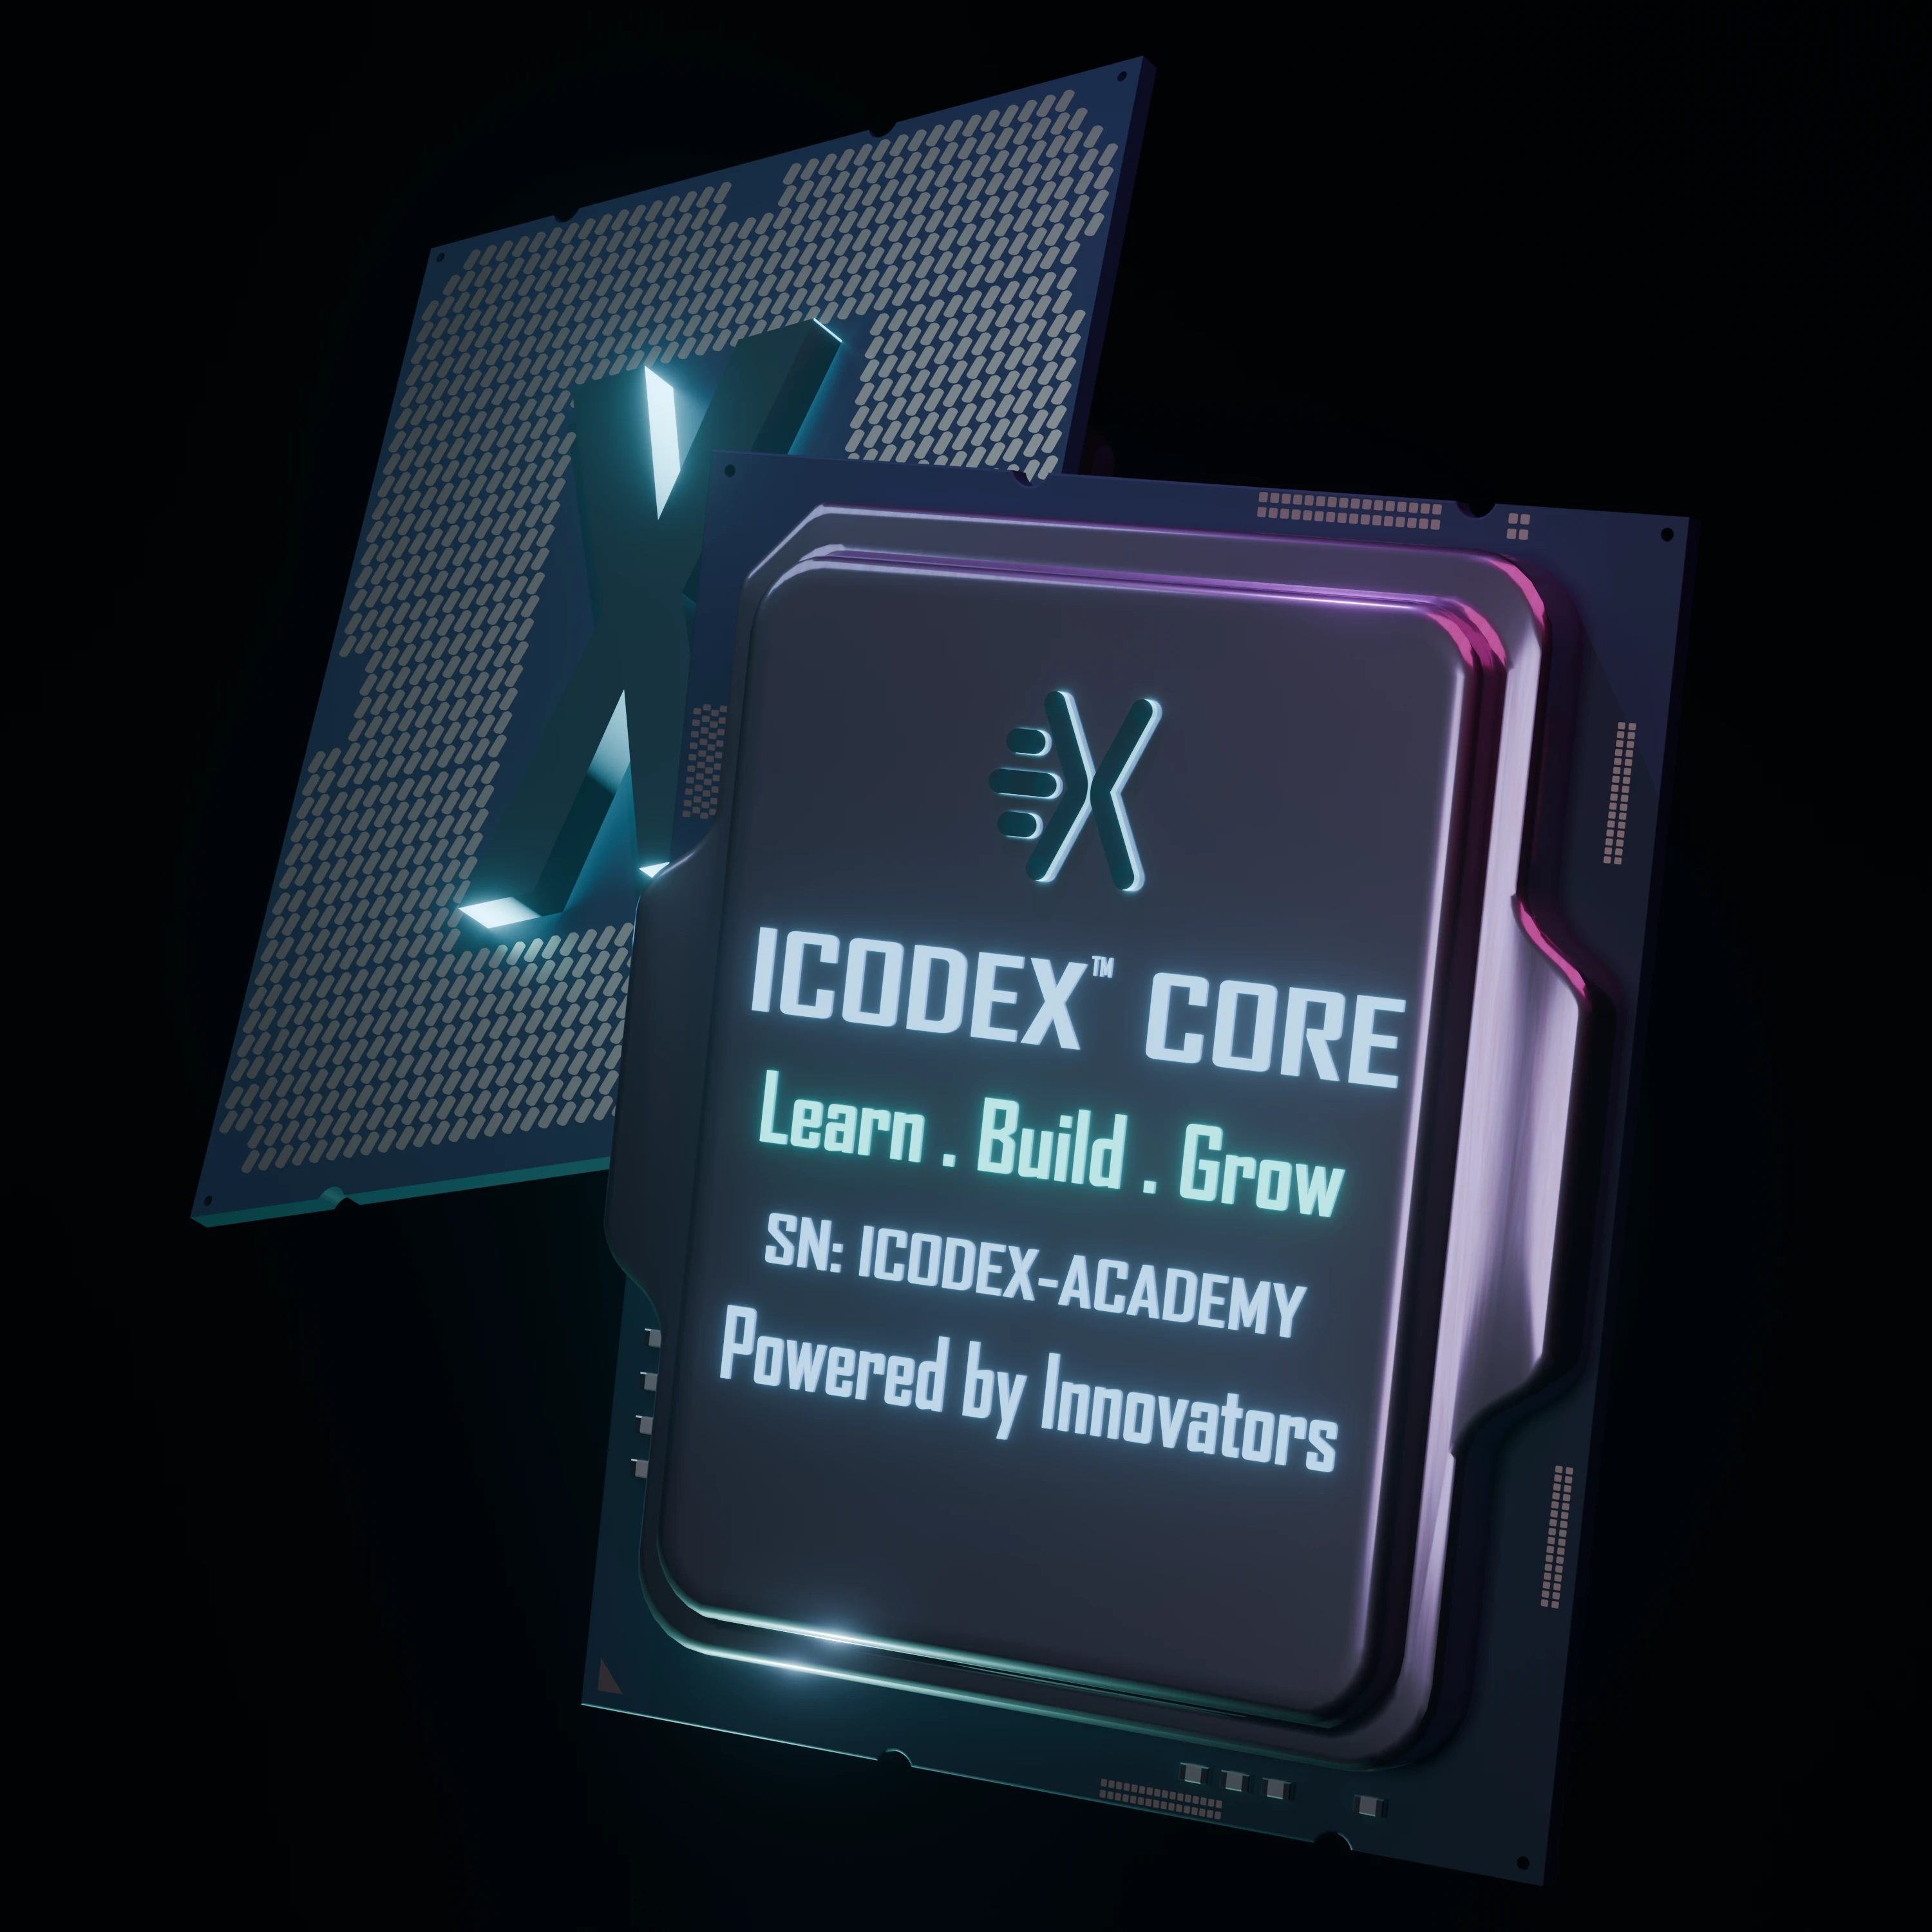 ICODEX™ CORE
Learn . Build . Grow
SN: ICODEX-ACADEMY
Powered by Innovators